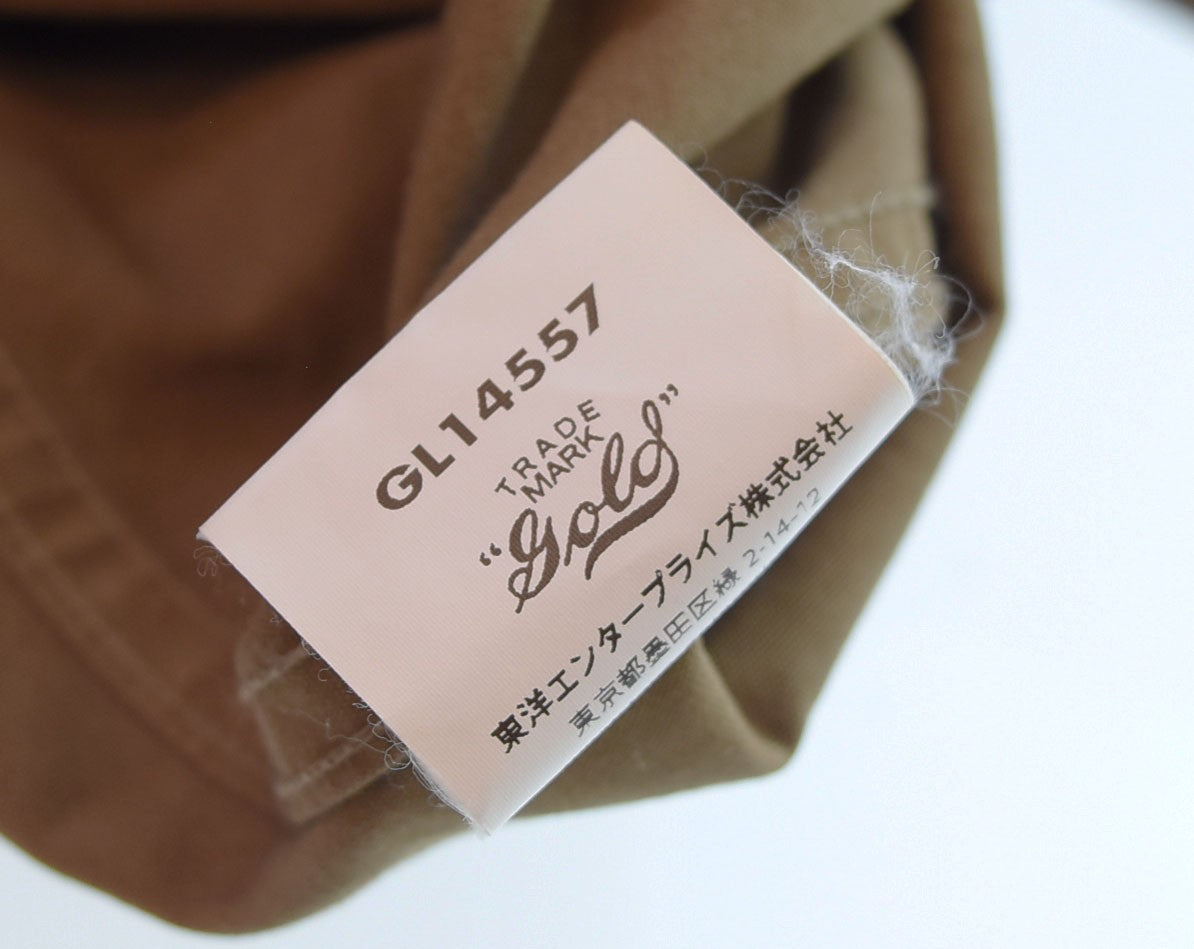 GL14557
TRADE
MARK
“Gold”
東洋エンタープライズ株式会社
東京都墨田区緑 2-14-12